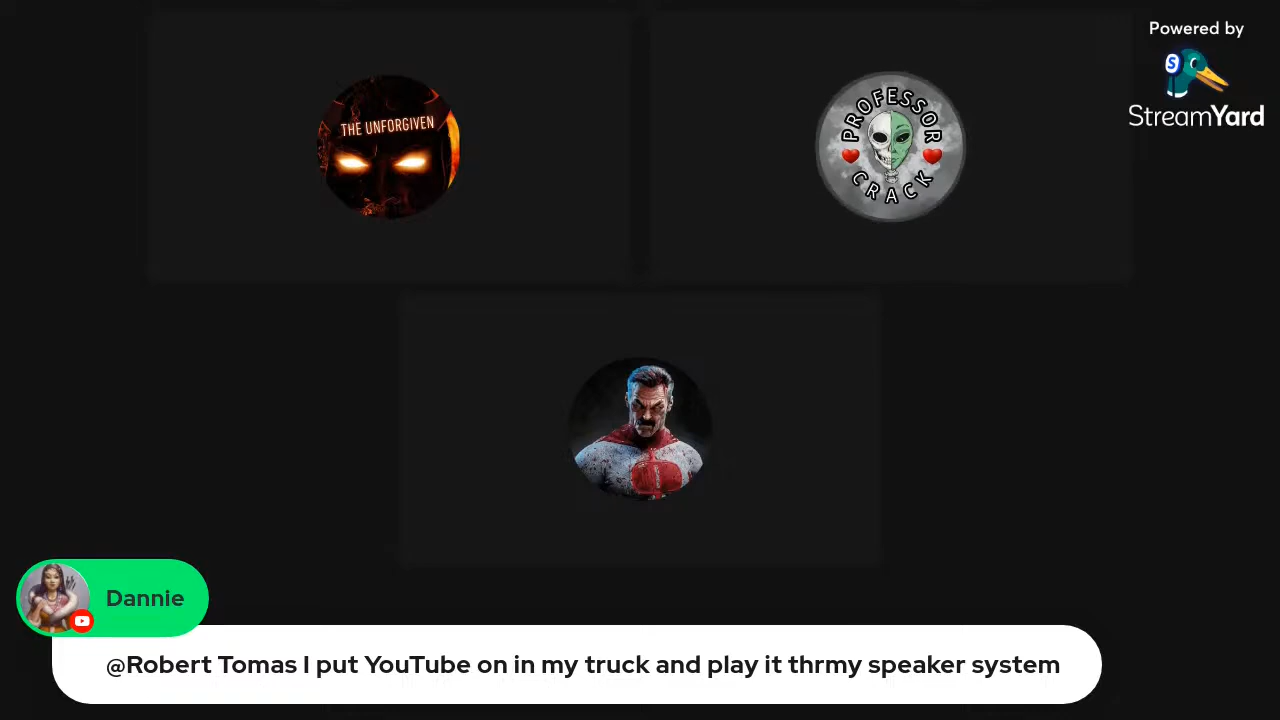 Powered by
StreamYard
THE UNFORGIVEN
PROFESSOR
CRACK
Dannie
@Robert Tomas I put YouTube on in my truck and play it thrmy speaker system